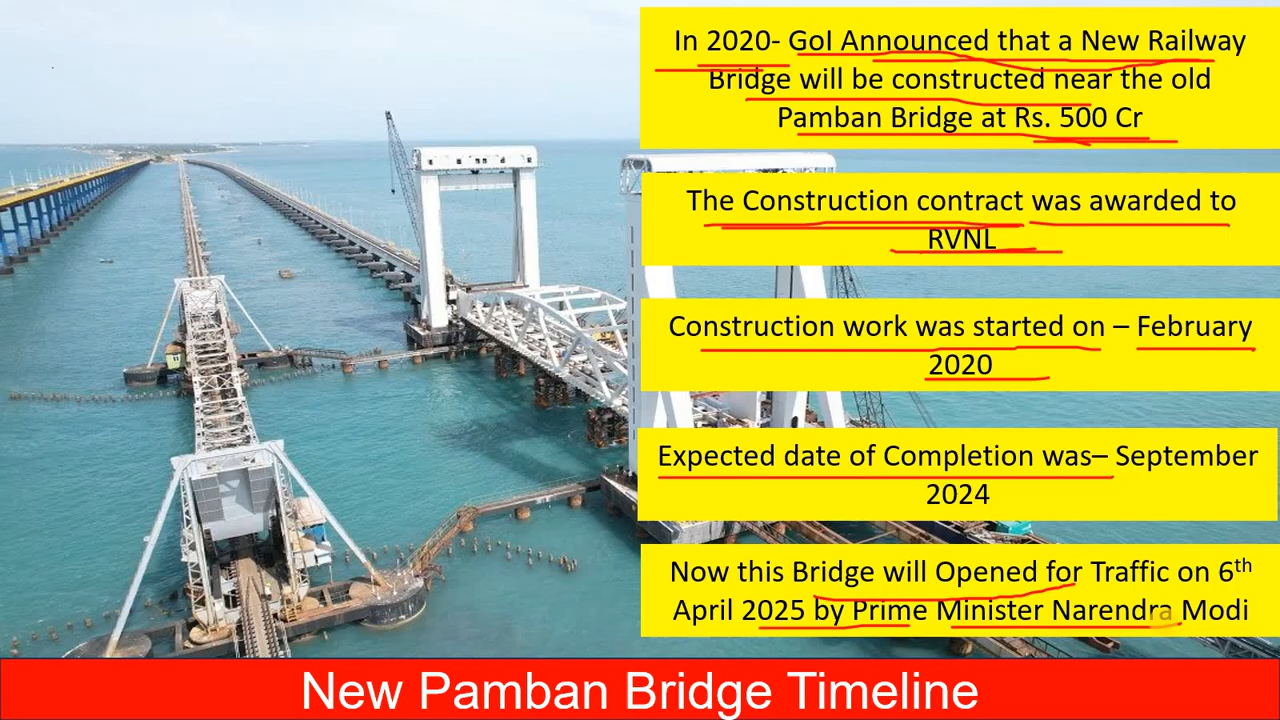 In 2020- GoI Announced that a New Railway
Bridge will be constructed near the old
Pamban Bridge at Rs. 500 Cr
The Construction contract was awarded to
RVNL
Construction work was started on – February
2020
Expected date of Completion was– September
2024
Now this Bridge will Opened for Traffic on 6th
April 2025 by Prime Minister Narendra Modi
New Pamban Bridge Timeline